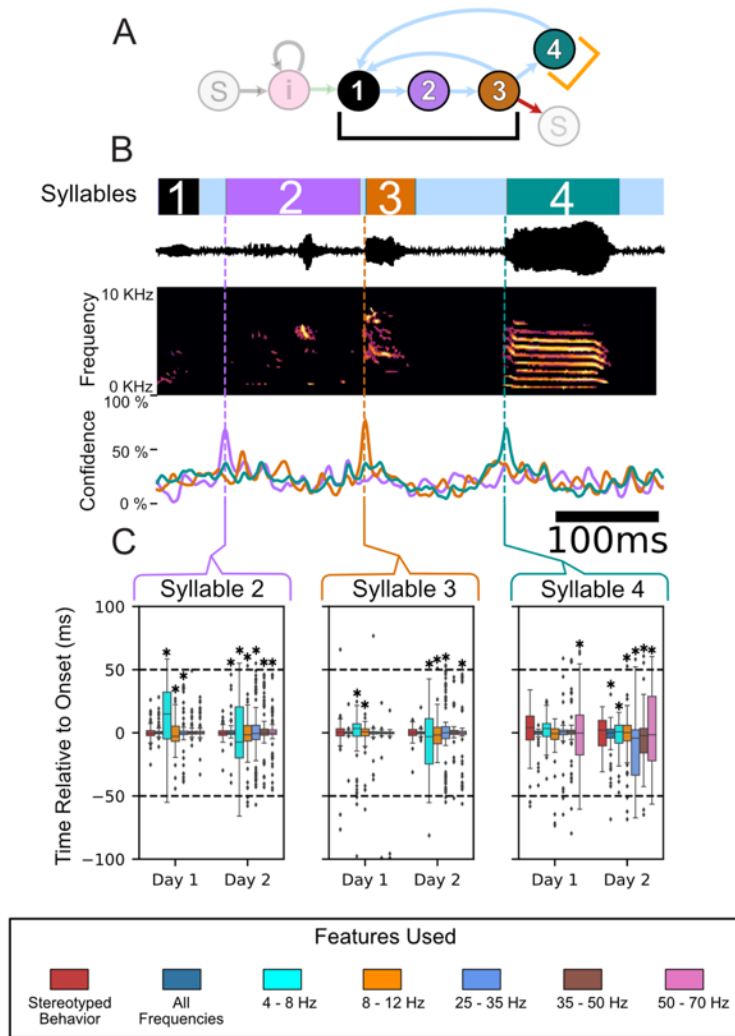 A
S i 1 2 3 4 S
B
Syllables 1 2 3 4
10 KHz
Frequency
0 KHz
100 %
Confidence
50 %
0 %
100ms
C
Syllable 2 Syllable 3 Syllable 4
Time Relative to Onset (ms)
100
50
0
−50
−100
* * * * * * * * *
* * * * * *
* * * * * * *
Day 1 Day 2 Day 1 Day 2 Day 1 Day 2
Features Used
Stereotyped Behavior
All Frequencies
4 - 8 Hz
8 - 12 Hz
25 - 35 Hz
35 - 50 Hz
50 - 70 Hz